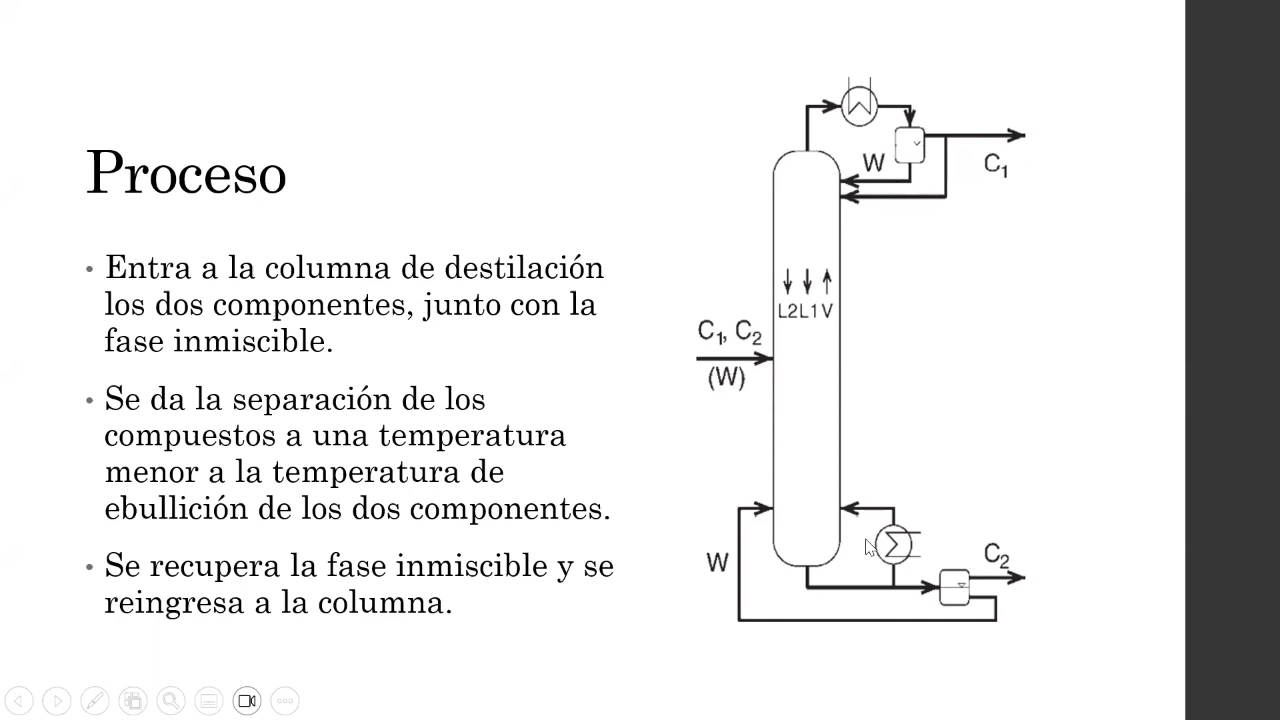 Proceso
• Entra a la columna de destilación
los dos componentes, junto con la
fase inmiscible.
• Se da la separación de los
compuestos a una temperatura
menor a la temperatura de
ebullición de los dos componentes.
• Se recupera la fase inmiscible y se
reingresa a la columna.
W
C₁
L2L1V
C₁, C₂
(W)
W
C₂